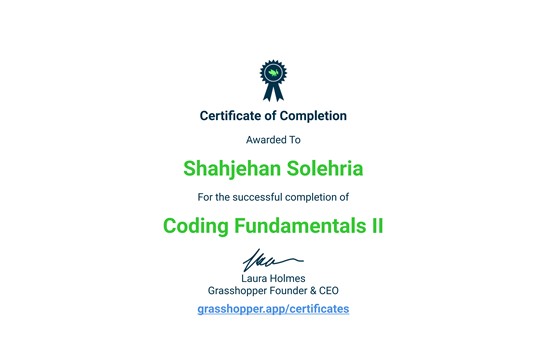 Certificate of Completion
Awarded To
Shahjehan Solehria
For the successful completion of
Coding Fundamentals II
Laura Holmes
Grasshopper Founder & CEO
grasshopper.app/certificates